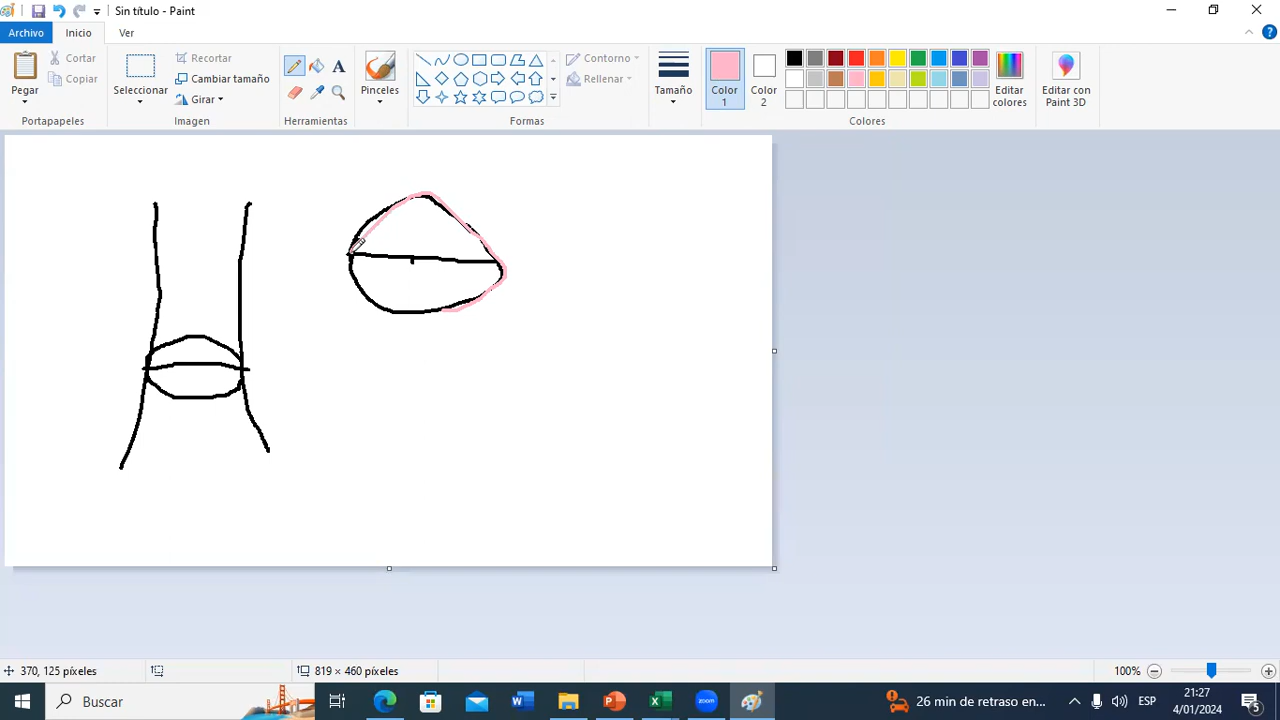 Sin título - Paint
Archivo Inicio Ver
Pegar
Cortar
Copiar
Portapapeles
Seleccionar
Recortar
Cambiar tamaño
Girar
Imagen
A
Herramientas
Pinceles
Contorno
Rellenar
Formas
Tamaño
Color
1
Color
2
Editar
colores
Colores
Editar con
Paint 3D
370, 125 píxeles
819 × 460 píxeles
100%
Buscar
zoom
26 min de retraso en...
ESP
21:27
4/01/2024
5